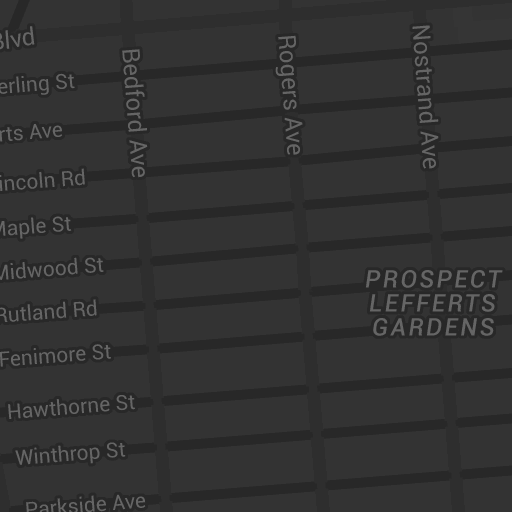 Blvd
Bedford Ave
Rogers Ave
Nostrand Ave
erling St
rts Ave
incoln Rd
Maple St
Midwood St
PROSPECT
LEFFERTS
GARDENS
Rutland Rd
Fenimore St
Hawthorne St
Winthrop St
Parkside Ave